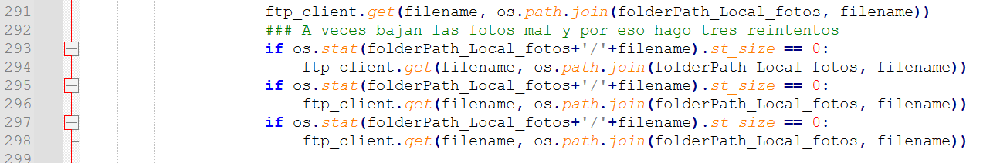 291 ftp_client.get(filename, os.path.join(folderPath_Local_fotos, filename))
292 ### A veces bajan las fotos mal y por eso hago tres reintentos
293 if os.stat(folderPath_Local_fotos+'/'+filename).st_size == 0:
294 ftp_client.get(filename, os.path.join(folderPath_Local_fotos, filename))
295 if os.stat(folderPath_Local_fotos+'/'+filename).st_size == 0:
296 ftp_client.get(filename, os.path.join(folderPath_Local_fotos, filename))
297 if os.stat(folderPath_Local_fotos+'/'+filename).st_size == 0:
298 ftp_client.get(filename, os.path.join(folderPath_Local_fotos, filename))
299